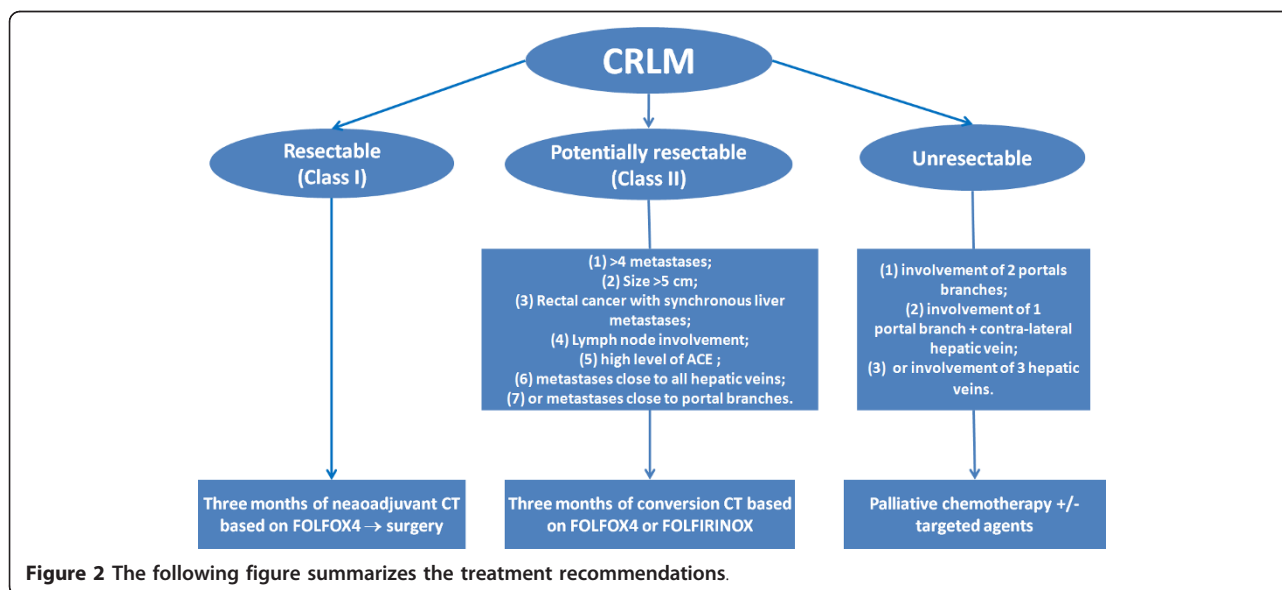 CRLM
Resectable
(Class I)
Potentially resectable
(Class II)
Unresectable
(1) >4 metastases;
(2) Size >5 cm;
(3) Rectal cancer with synchronous liver
metastases;
(4) Lymph node involvement;
(5) high level of ACE ;
(6) metastases close to all hepatic veins;
(7) or metastases close to portal branches.
(1) involvement of 2 portals
branches;
(2) involvement of 1
portal branch + contra-lateral
hepatic vein;
(3) or involvement of 3 hepatic
veins.
Three months of neaoadjuvant CT
based on FOLFOX4 → surgery
Three months of conversion CT based
on FOLFOX4 or FOLFIRINOX
Palliative chemotherapy +/-
targeted agents
Figure 2 The following figure summarizes the treatment recommendations.